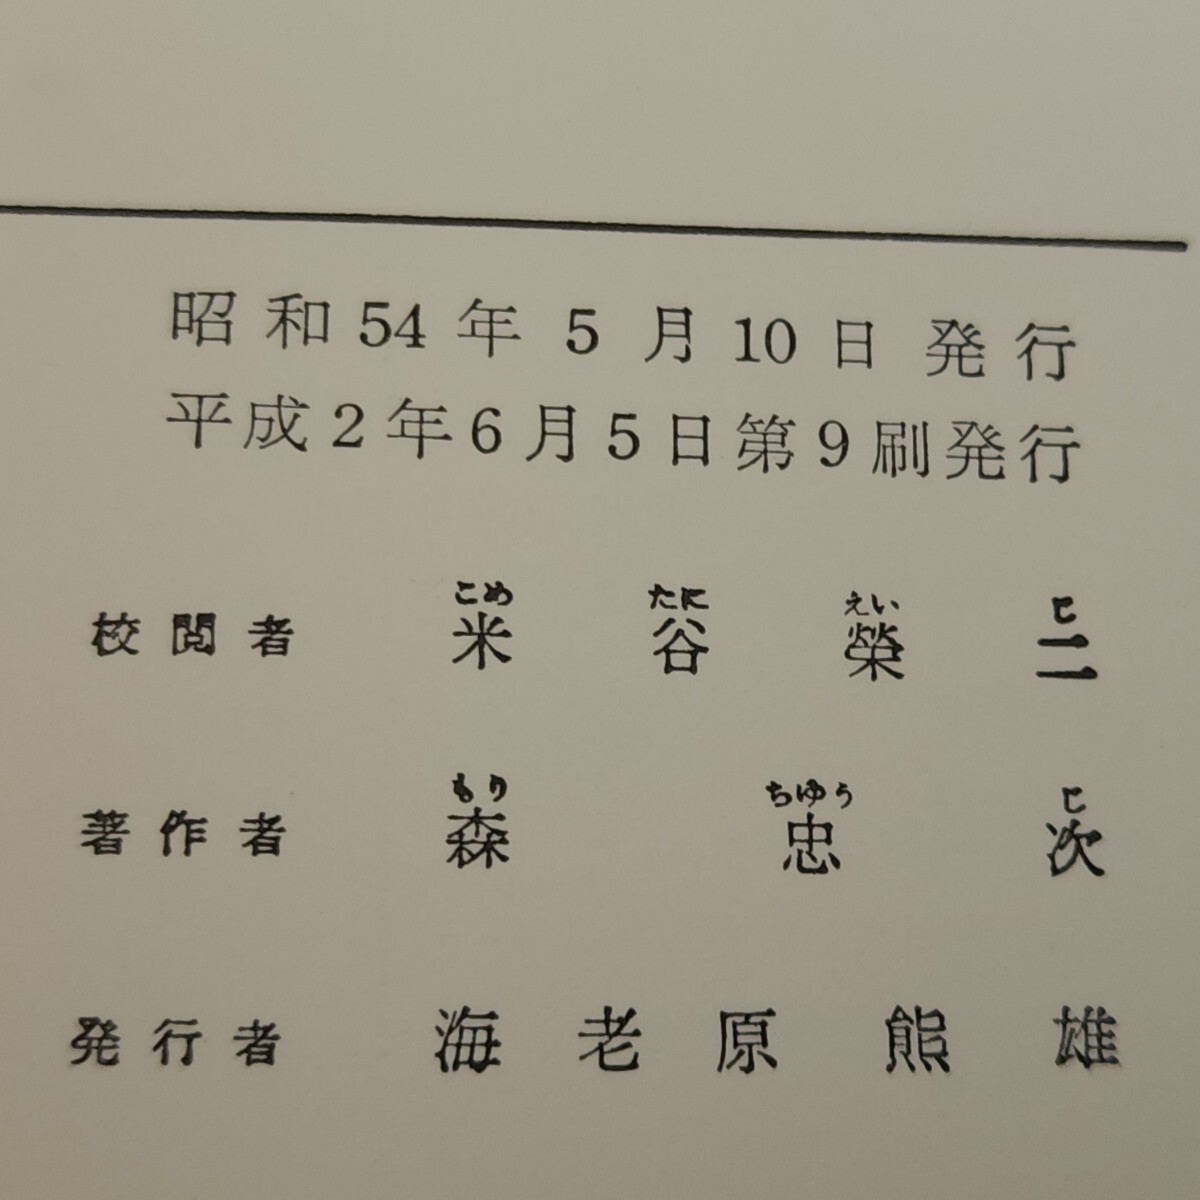 昭和54年5月10日発行
平成2年6月5日第9刷発行
こめ たに えい じ
校閲者 米谷榮二
もり ちゆう じ
著作者 森忠次
発行者 海老原熊雄